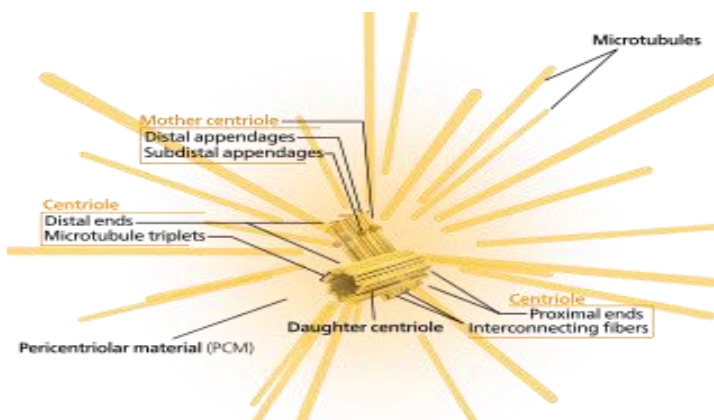 Microtubules
Mother centriole
Distal appendages
Subdistal appendages
Centriole
Distal ends
Microtubule triplets
Centriole
Proximal ends
Daughter centriole
Interconnecting fibers
Pericentriolar material (PCM)